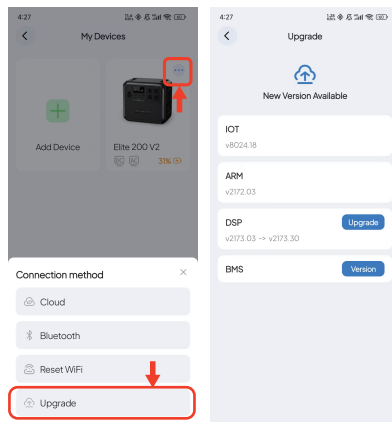 4:27
My Devices
Add Device
Elite 200 V2
31%
Connection method
Cloud
Bluetooth
Reset WiFi
Upgrade
4:27
Upgrade
New Version Available
IOT
v8024.18
ARM
v2172.03
DSP
Upgrade
v2173.03 -> v2173.30
BMS
Version